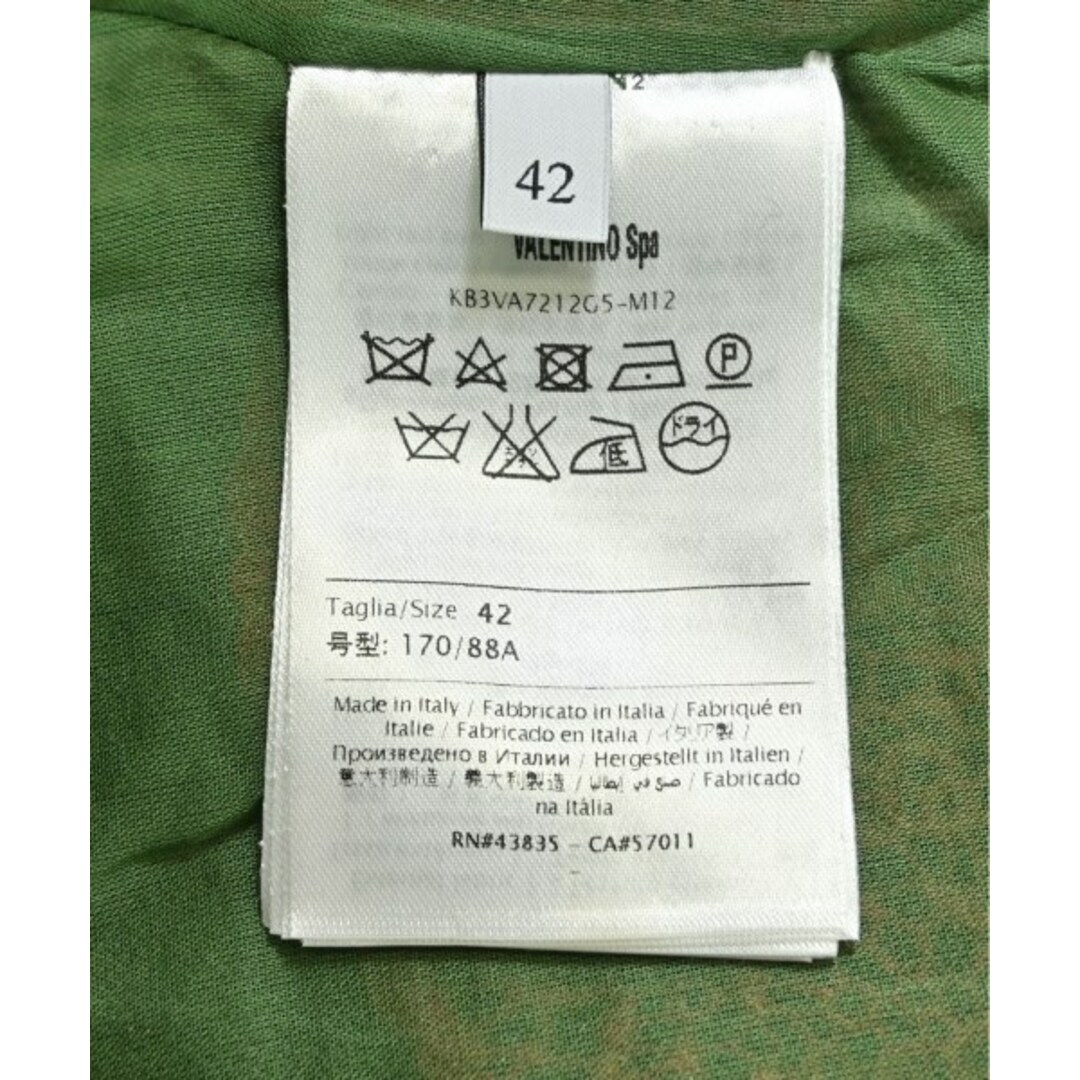 42
42
VALENTINO Spa
KB3VA7212G5-M12
P
ドライ
低
Taglia/Size 42
号型: 170/88A
Made in Italy / Fabbricato in Italia / Fabriqué en
Italie / Fabricado en Italia / イタリア製 /
Произведено в Италии / Hergestellt in Italien /
意大利制造 / 義大利製造 / صنع في إيطاليا / Fabricado
na Itália
RN#43835 - CA#57011